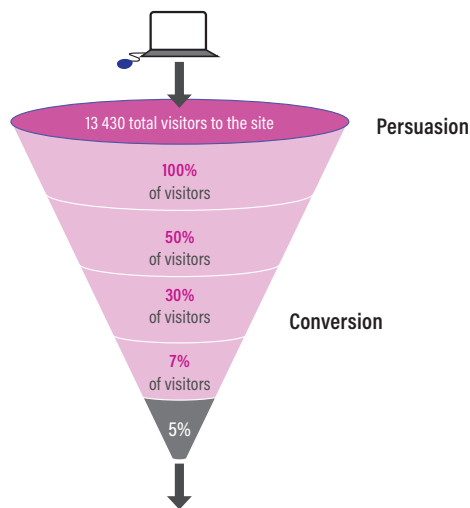 13 430 total visitors to the site
Persuasion
100%
of visitors
50%
of visitors
30%
of visitors
Conversion
7%
of visitors
5%